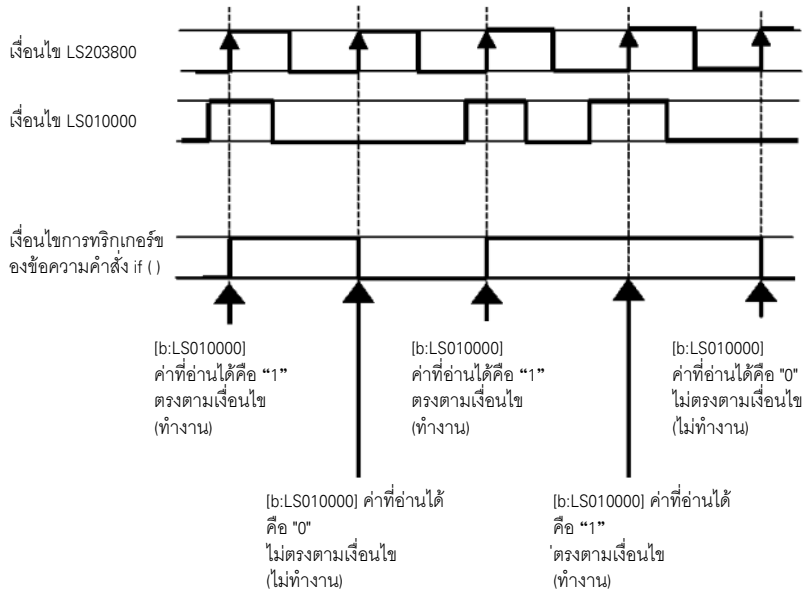 เงื่อนไข LS203800
เงื่อนไข LS010000
เงื่อนไขการทริกเกอร์ข
องข้อความคำสั่ง if ( )
[b:LS010000]
ค่าที่อ่านได้คือ “1”
ตรงตามเงื่อนไข
(ทำงาน)
[b:LS010000]
ค่าที่อ่านได้คือ “1”
ตรงตามเงื่อนไข
(ทำงาน)
[b:LS010000]
ค่าที่อ่านได้คือ "0"
ไม่ตรงตามเงื่อนไข
(ไม่ทำงาน)
[b:LS010000] ค่าที่อ่านได้
คือ "0"
ไม่ตรงตามเงื่อนไข
(ไม่ทำงาน)
[b:LS010000] ค่าที่อ่านได้
คือ “1”
่ตรงตามเงื่อนไข
(ทำงาน)